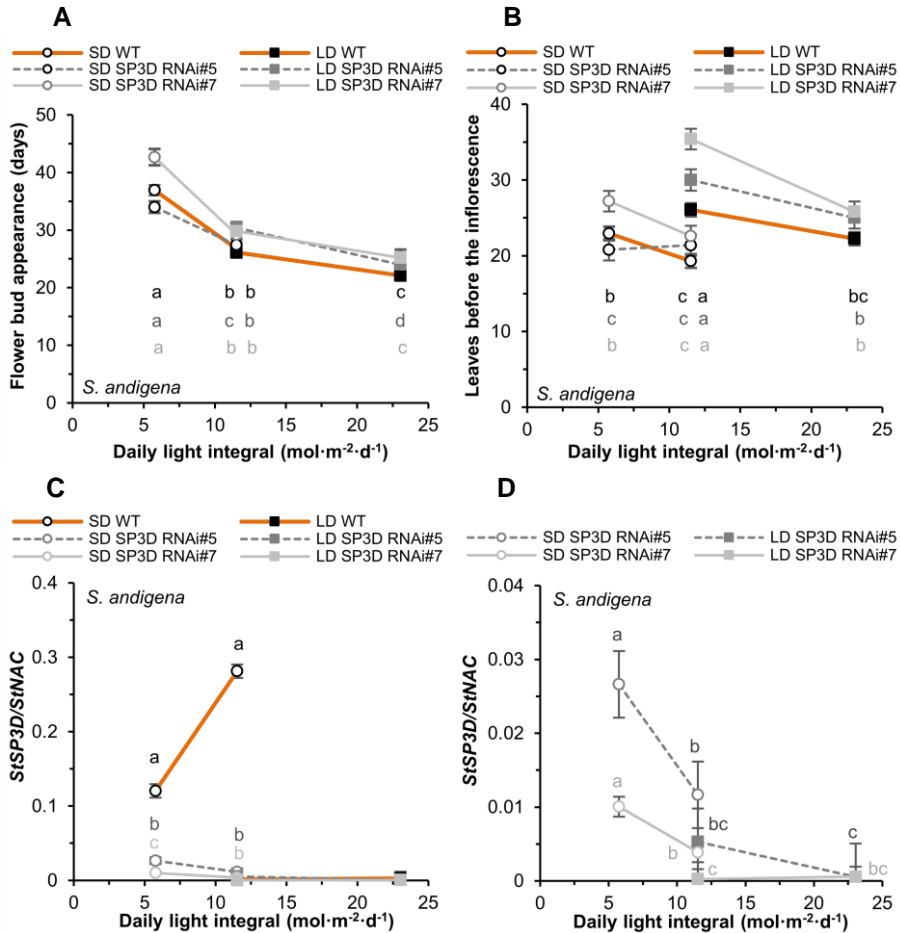 A
SD WT
LD WT
SD SP3D RNAi#5
LD SP3D RNAi#5
SD SP3D RNAi#7
LD SP3D RNAi#7
Flower bud appearance (days)
50
40
30
20
10
0
a b b c
a c b d
a b b c
S. andigena
0 5 10 15 20 25
Daily light integral (mol·m⁻²·d⁻¹)
B
SD WT
LD WT
SD SP3D RNAi#5
LD SP3D RNAi#5
SD SP3D RNAi#7
LD SP3D RNAi#7
Leaves before the inflorescence
40
30
20
10
0
b c a bc
c c a b
b c a b
S. andigena
0 5 10 15 20 25
Daily light integral (mol·m⁻²·d⁻¹)
C
SD WT
LD WT
SD SP3D RNAi#5
LD SP3D RNAi#5
SD SP3D RNAi#7
LD SP3D RNAi#7
StSP3D/StNAC
0.4
0.3
0.2
0.1
0
S. andigena
a
a
b b
c b
0 5 10 15 20 25
Daily light integral (mol·m⁻²·d⁻¹)
D
SD SP3D RNAi#5
LD SP3D RNAi#5
SD SP3D RNAi#7
LD SP3D RNAi#7
StSP3D/StNAC
0.04
0.03
0.02
0.01
0
S. andigena
a
b
a
bc c
b c bc
0 5 10 15 20 25
Daily light integral (mol·m⁻²·d⁻¹)